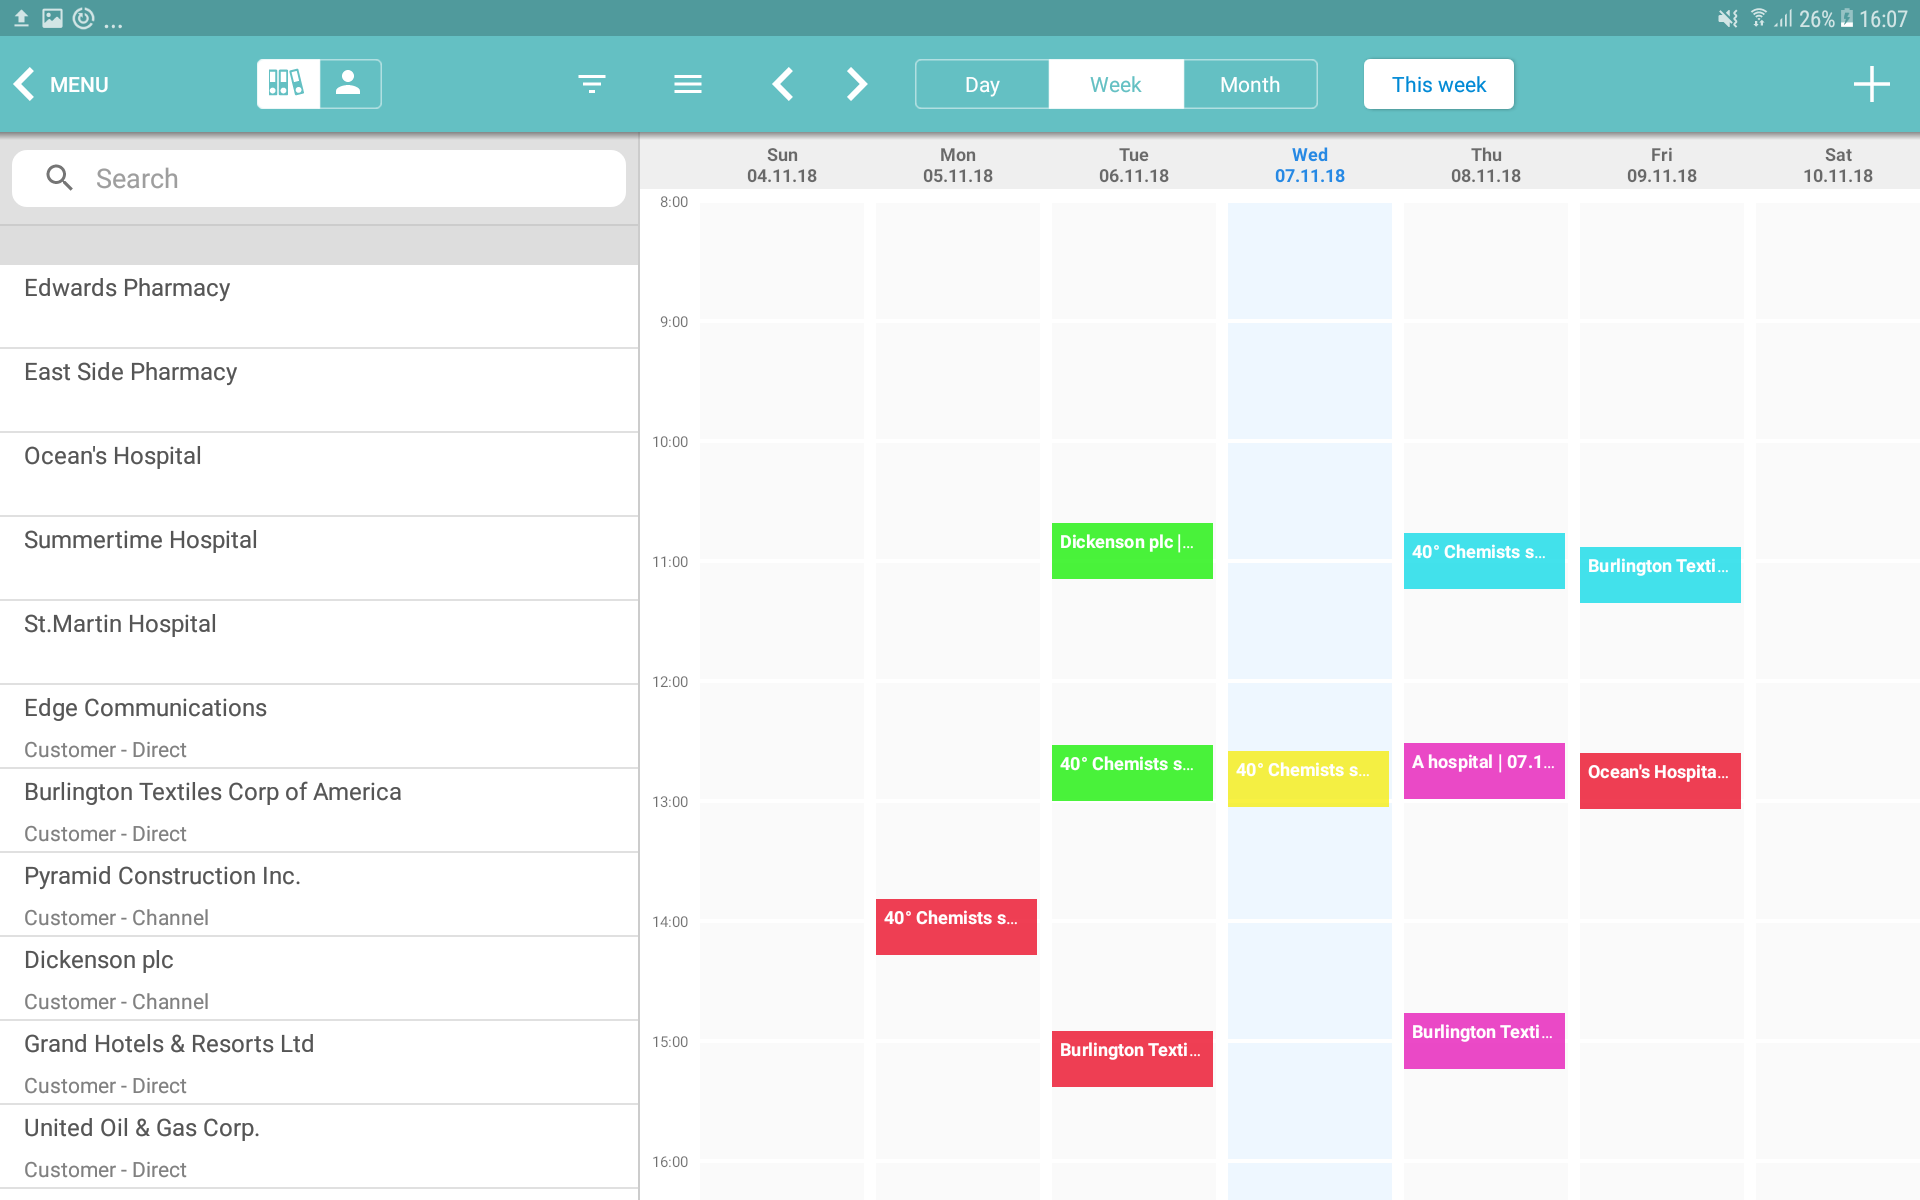 ...
26% 16:07
MENU
Day Week Month
This week
Search
Edwards Pharmacy
East Side Pharmacy
Ocean's Hospital
Summertime Hospital
St.Martin Hospital
Edge Communications
Customer - Direct
Burlington Textiles Corp of America
Customer - Direct
Pyramid Construction Inc.
Customer - Channel
Dickenson plc
Customer - Channel
Grand Hotels & Resorts Ltd
Customer - Direct
United Oil & Gas Corp.
Customer - Direct
Sun Mon Tue Wed Thu Fri Sat
04.11.18 05.11.18 06.11.18 07.11.18 08.11.18 09.11.18 10.11.18
8:00
9:00
10:00
Dickenson plc |...
40° Chemists s...
Burlington Texti...
11:00
12:00
40° Chemists s...
40° Chemists s...
A hospital | 07.1...
Ocean's Hospita...
13:00
40° Chemists s...
14:00
Burlington Texti...
Burlington Texti...
15:00
16:00